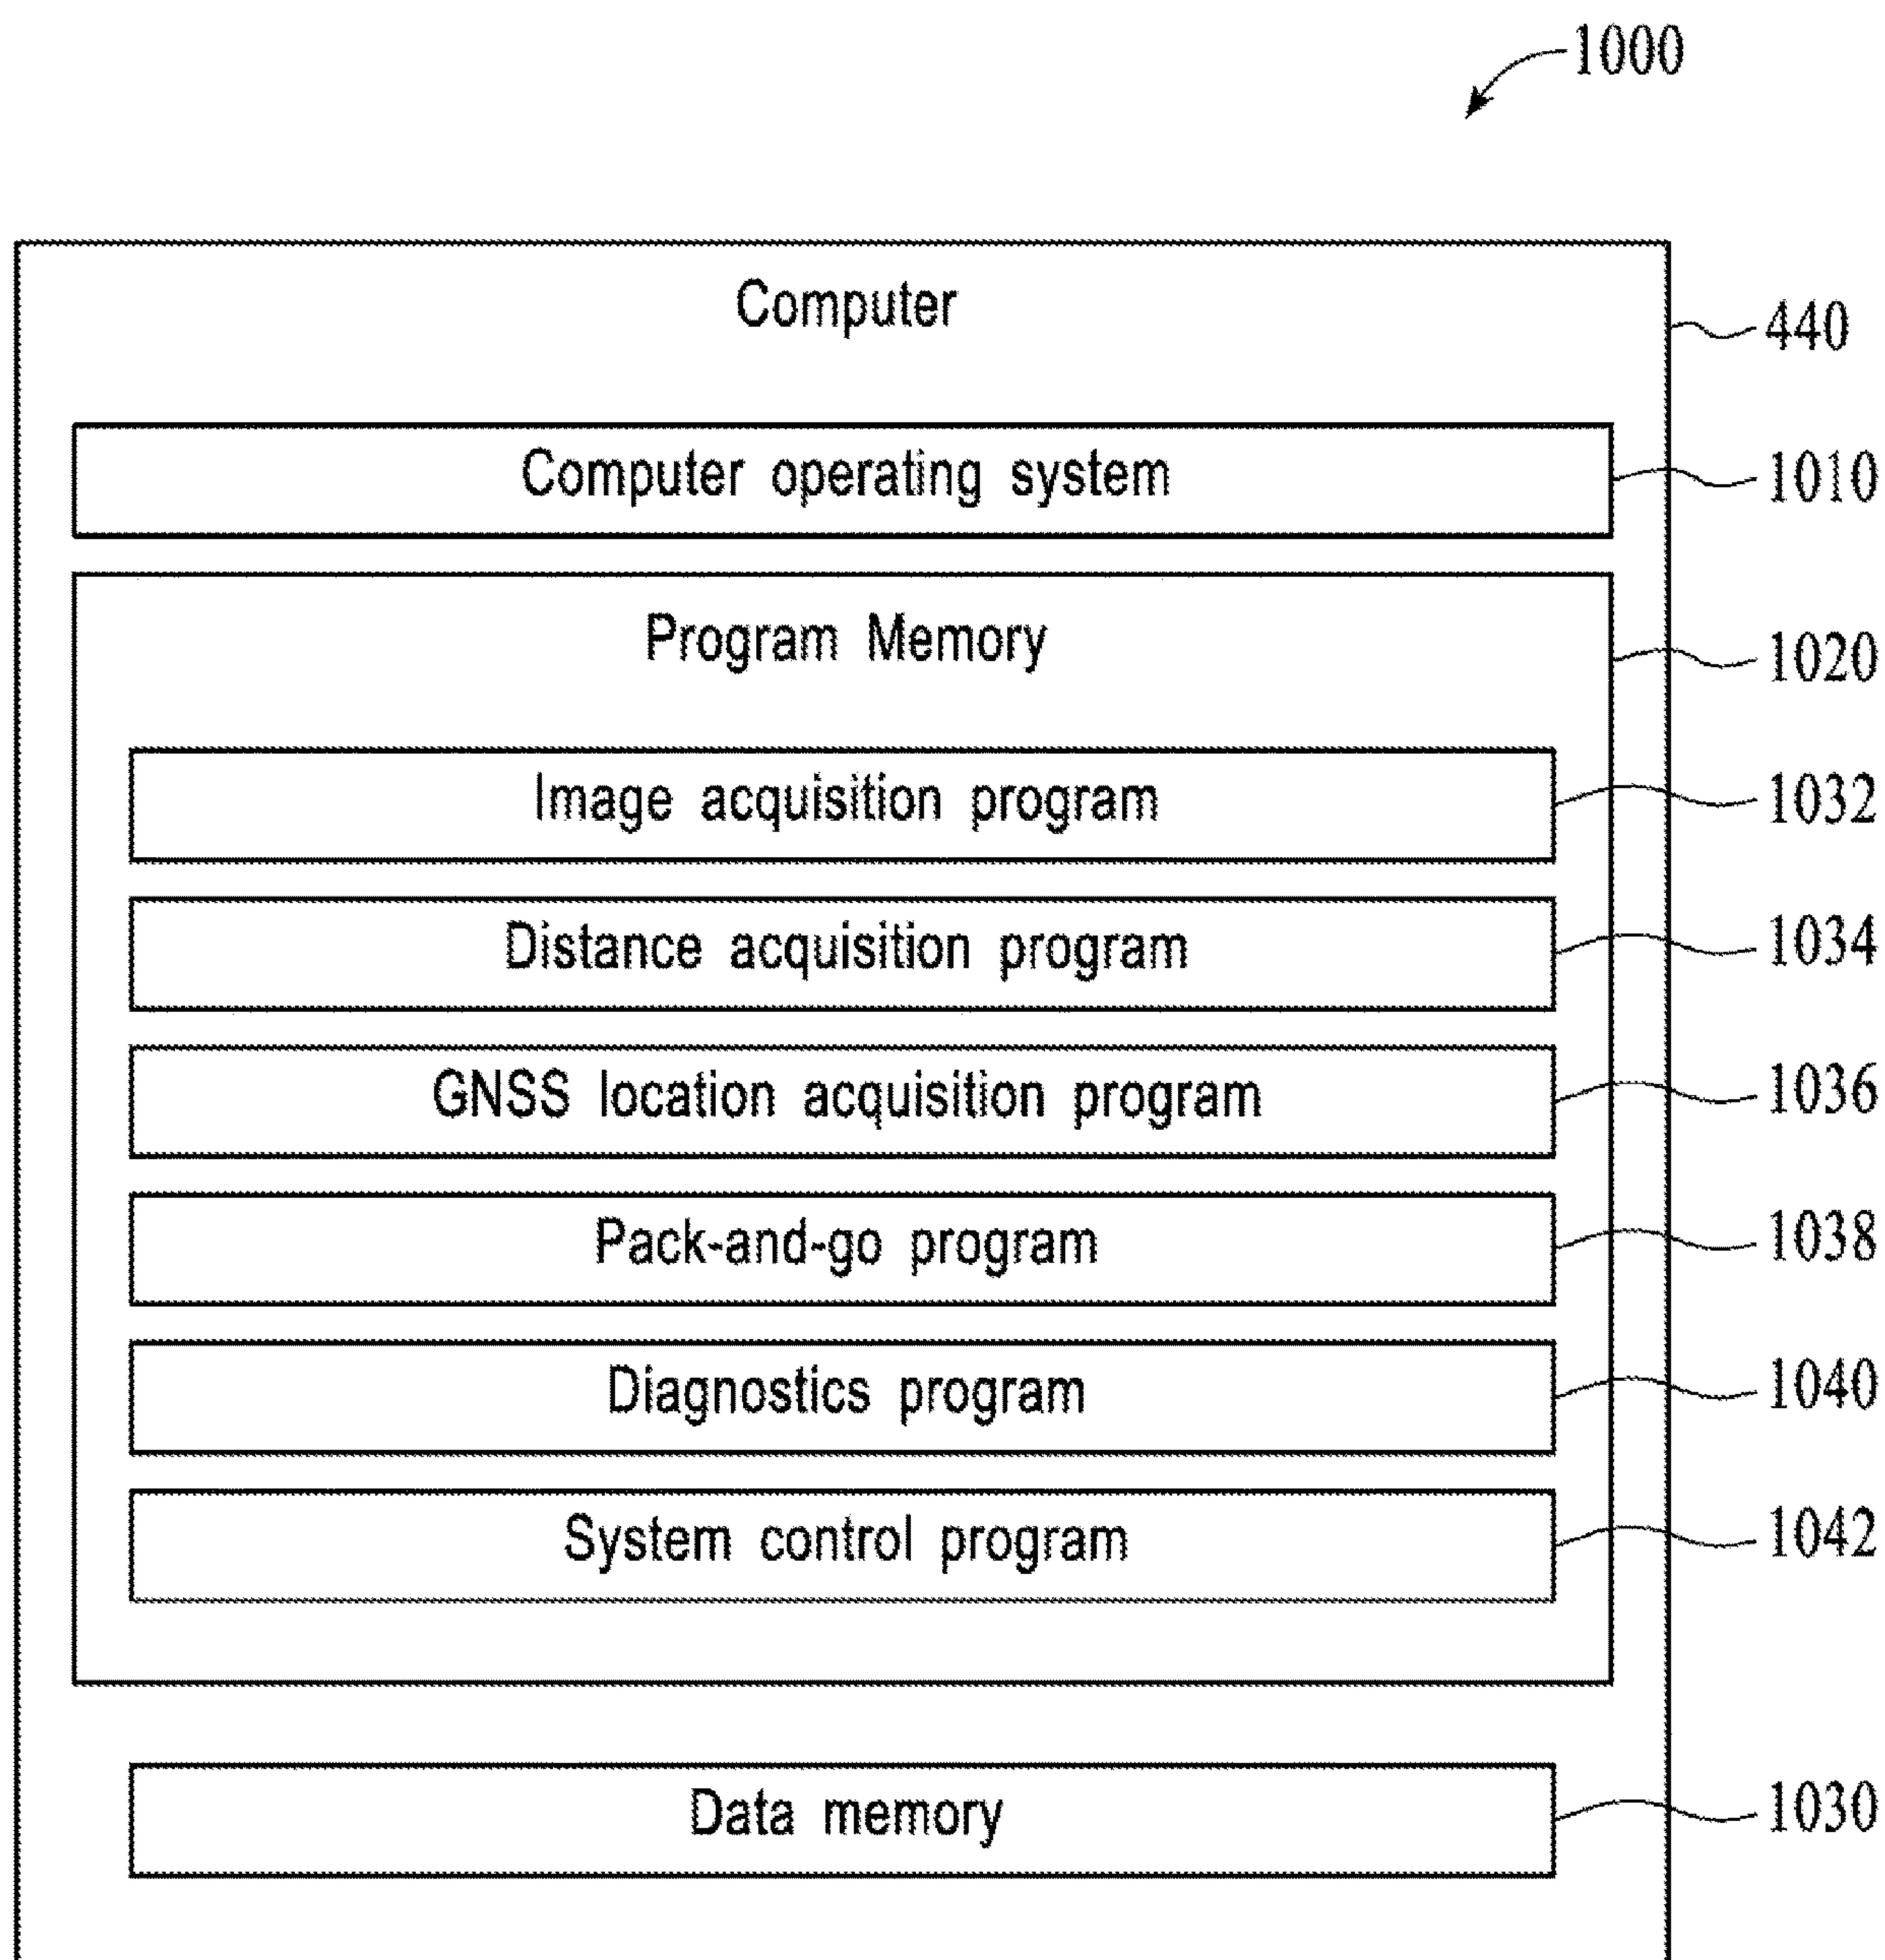 1000
Computer
440
Computer operating system
1010
Program Memory
1020
Image acquisition program
1032
Distance acquisition program
1034
GNSS location acquisition program
1036
Pack-and-go program
1038
Diagnostics program
1040
System control program
1042
Data memory
1030